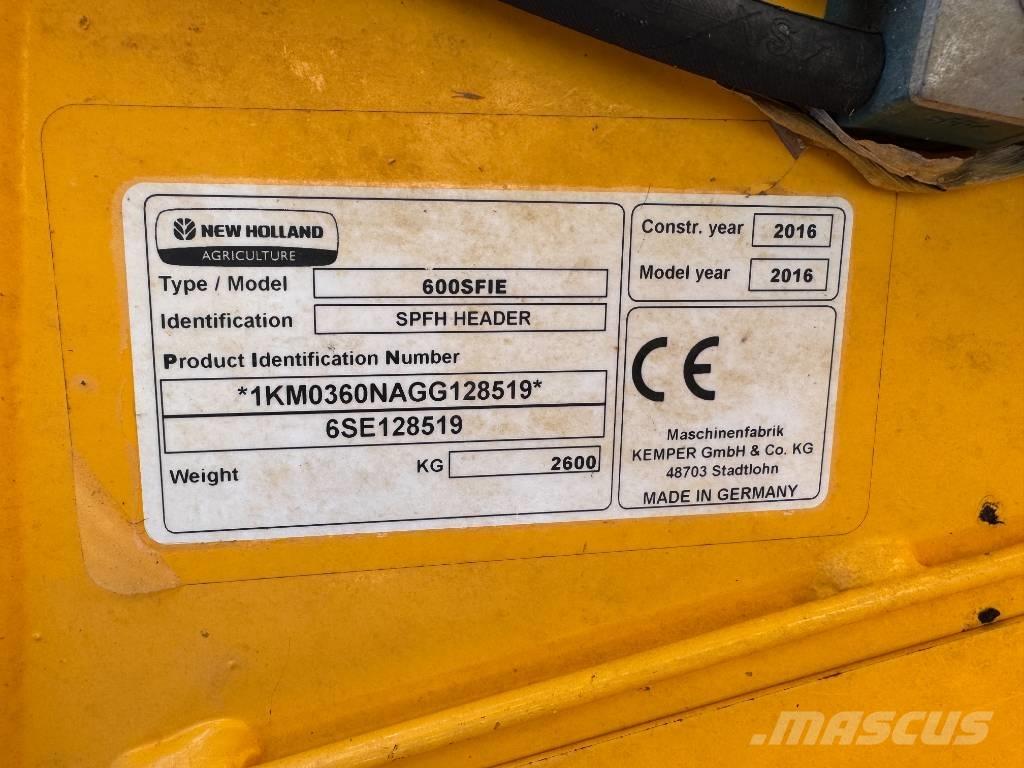 NEW HOLLAND
AGRICULTURE
Type / Model 600SFIE
Identification SPFH HEADER
Product Identification Number
*1KM0360NAGG128519*
6SE128519
Weight KG 2600
Constr. year 2016
Model year 2016
CE
Maschinenfabrik
KEMPER GmbH & Co. KG
48703 Stadtlohn
MADE IN GERMANY
MASCUS